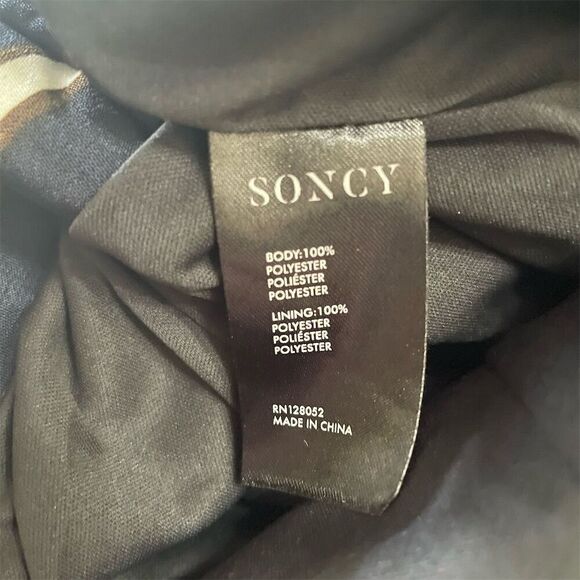 SONCY
BODY:100%
POLYESTER
POLIÉSTER
POLYESTER
LINING:100%
POLYESTER
POLIÉSTER
POLYESTER
RN128052
MADE IN CHINA